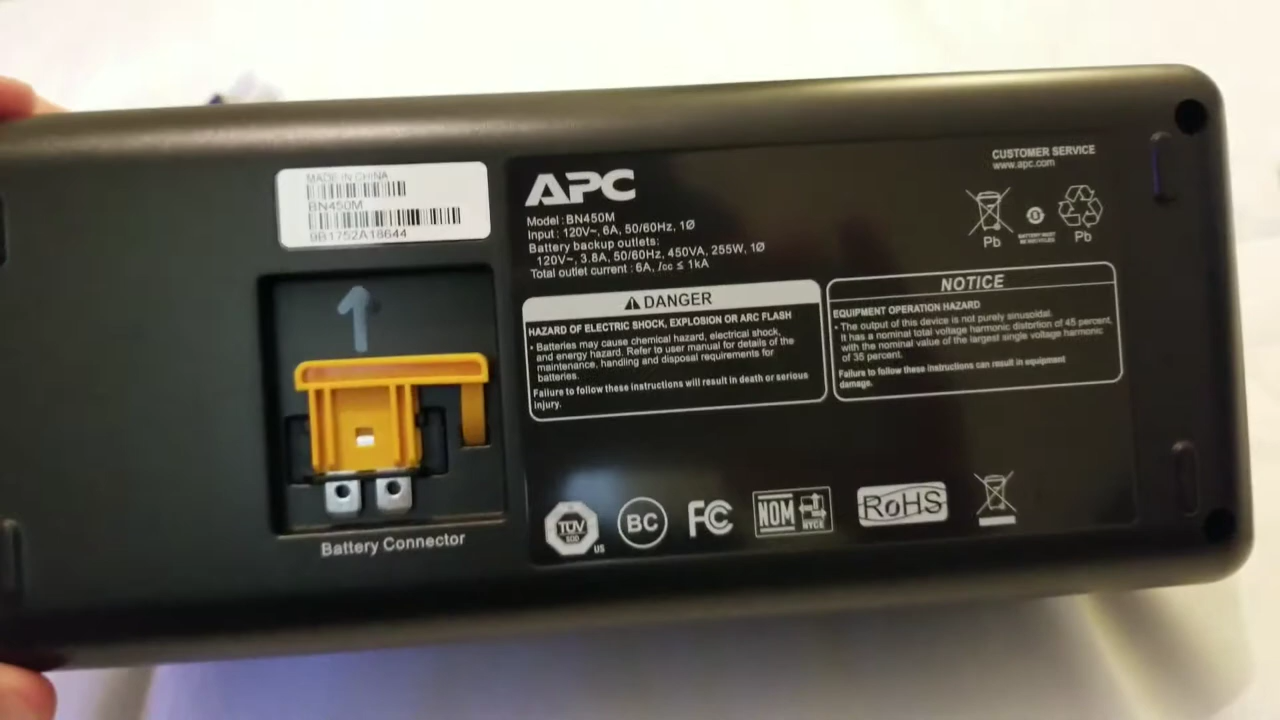 MADE IN CHINA
BN450M
9B1752A18644
APC
Model : BN450M
Input : 120V~, 6A, 50/60Hz, 1Ø
Battery backup outlets:
120V~, 3.8A, 50/60Hz, 450VA, 255W, 1Ø
Total outlet current : 6A, Icc ≤ 1kA
CUSTOMER SERVICE
www.apc.com
Pb
BATTERY MUST
BE RECYCLED
Pb
DANGER
HAZARD OF ELECTRIC SHOCK, EXPLOSION OR ARC FLASH
• Batteries may cause chemical hazard, electrical shock,
and energy hazard. Refer to user manual for details of the
maintenance, handling and disposal requirements for
batteries.
Failure to follow these instructions will result in death or serious
injury.
NOTICE
EQUIPMENT OPERATION HAZARD
• The output of this device is not purely sinusoidal.
It has a nominal total voltage harmonic distortion of 45 percent,
with the nominal value of the largest single voltage harmonic
of 35 percent.
Failure to follow these instructions can result in equipment
damage.
Battery Connector
TÜV
SÜD
US
BC
FC
NOM
NYCE
RoHS